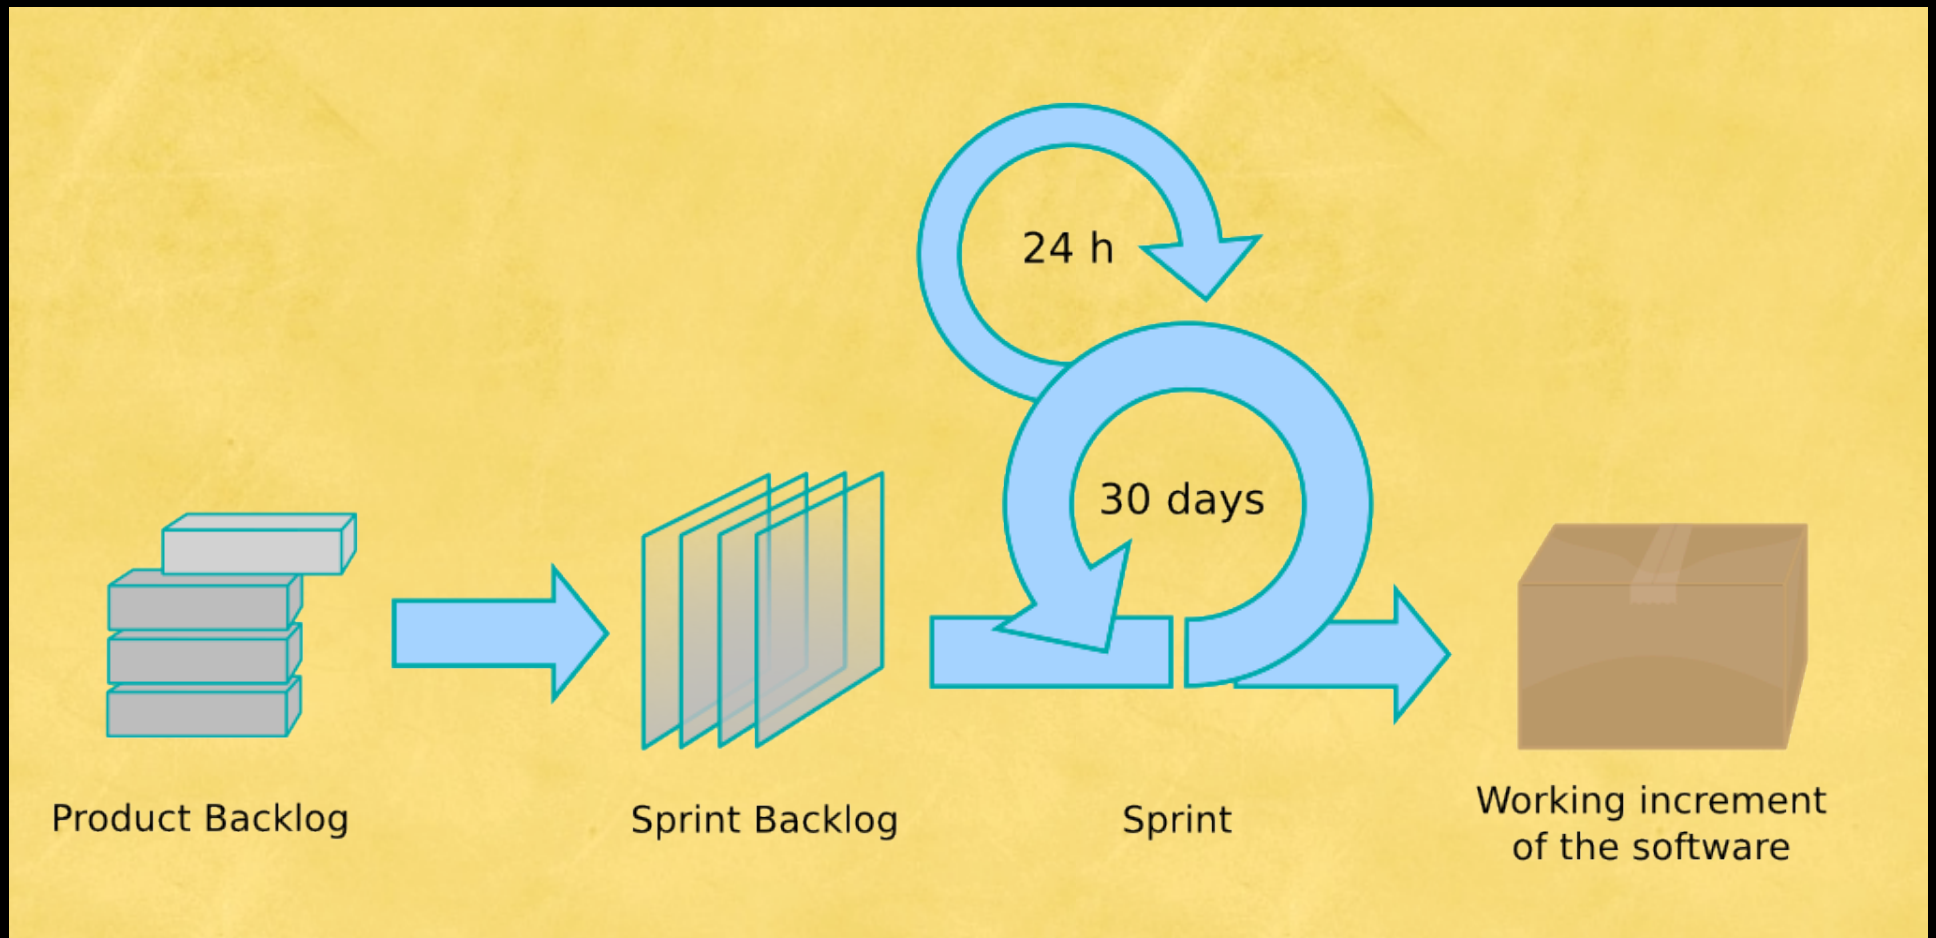 24 h
30 days
Product Backlog
Sprint Backlog
Sprint
Working increment
of the software